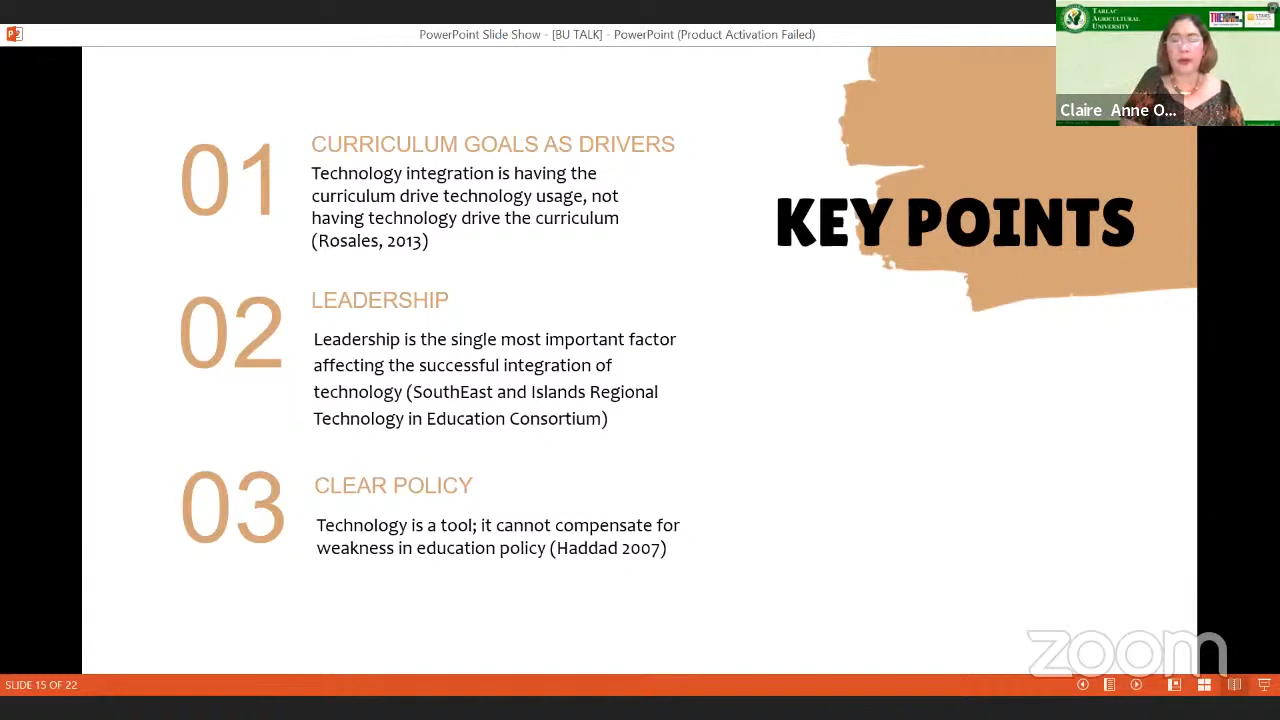 PowerPoint Slide Show - [BU TALK] - PowerPoint (Product Activation Failed)
TARLAC
AGRICULTURAL
UNIVERSITY
Claire Anne O...
01
CURRICULUM GOALS AS DRIVERS
Technology integration is having the
curriculum drive technology usage, not
having technology drive the curriculum
(Rosales, 2013)
KEY POINTS
02
LEADERSHIP
Leadership is the single most important factor
affecting the successful integration of
technology (SouthEast and Islands Regional
Technology in Education Consortium)
03
CLEAR POLICY
Technology is a tool; it cannot compensate for
weakness in education policy (Haddad 2007)
zoom
SLIDE 15 OF 22